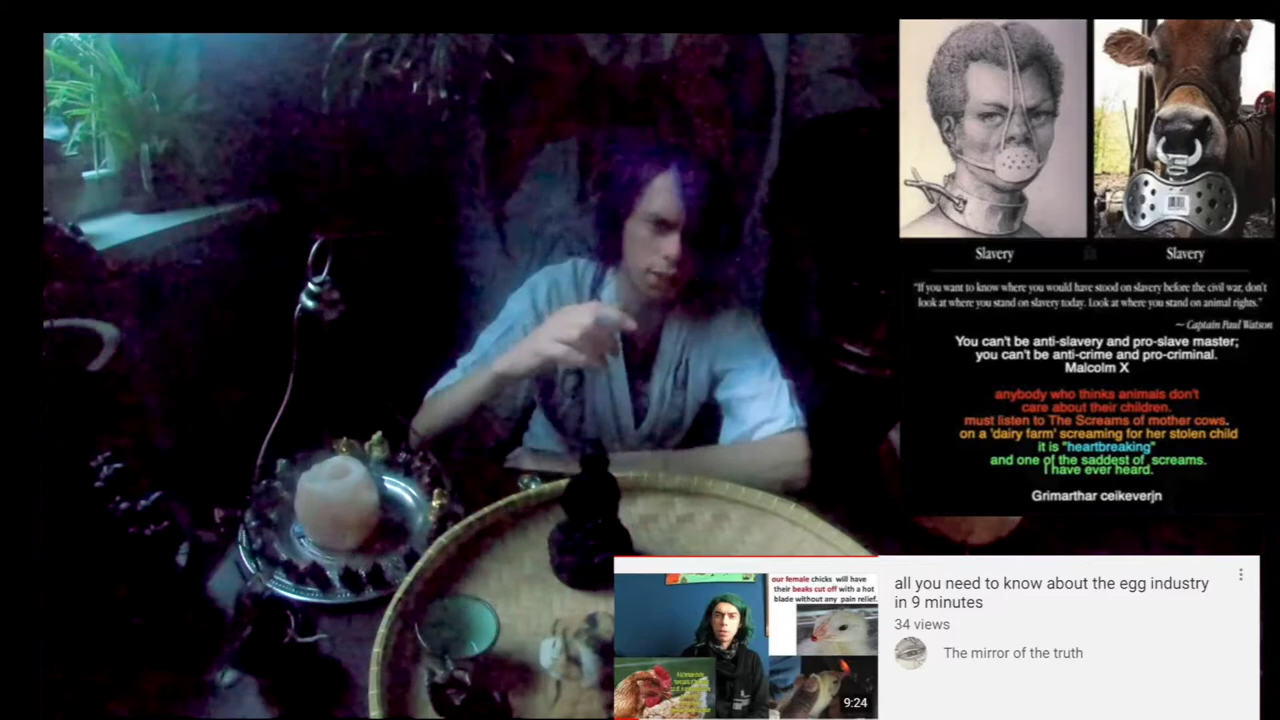 Slavery
Slavery
"If you want to know where you would have stood on slavery before the civil war, don't
look at where you stand on slavery today. Look at where you stand on animal rights."
~ Captain Paul Watson
You can't be anti-slavery and pro-slave master;
you can't be anti-crime and pro-criminal.
Malcolm X
anybody who thinks animals don't
care about their children.
must listen to The Screams of mother cows.
on a 'dairy farm' screaming for her stolen child
it is "heartbreaking"
and one of the saddest of screams.
I have ever heard.
Grimarthar ceikeverjn
our female chicks will have
their beaks cut off with a hot
blade without any pain relief.
9:24
all you need to know about the egg industry
in 9 minutes
34 views
The mirror of the truth